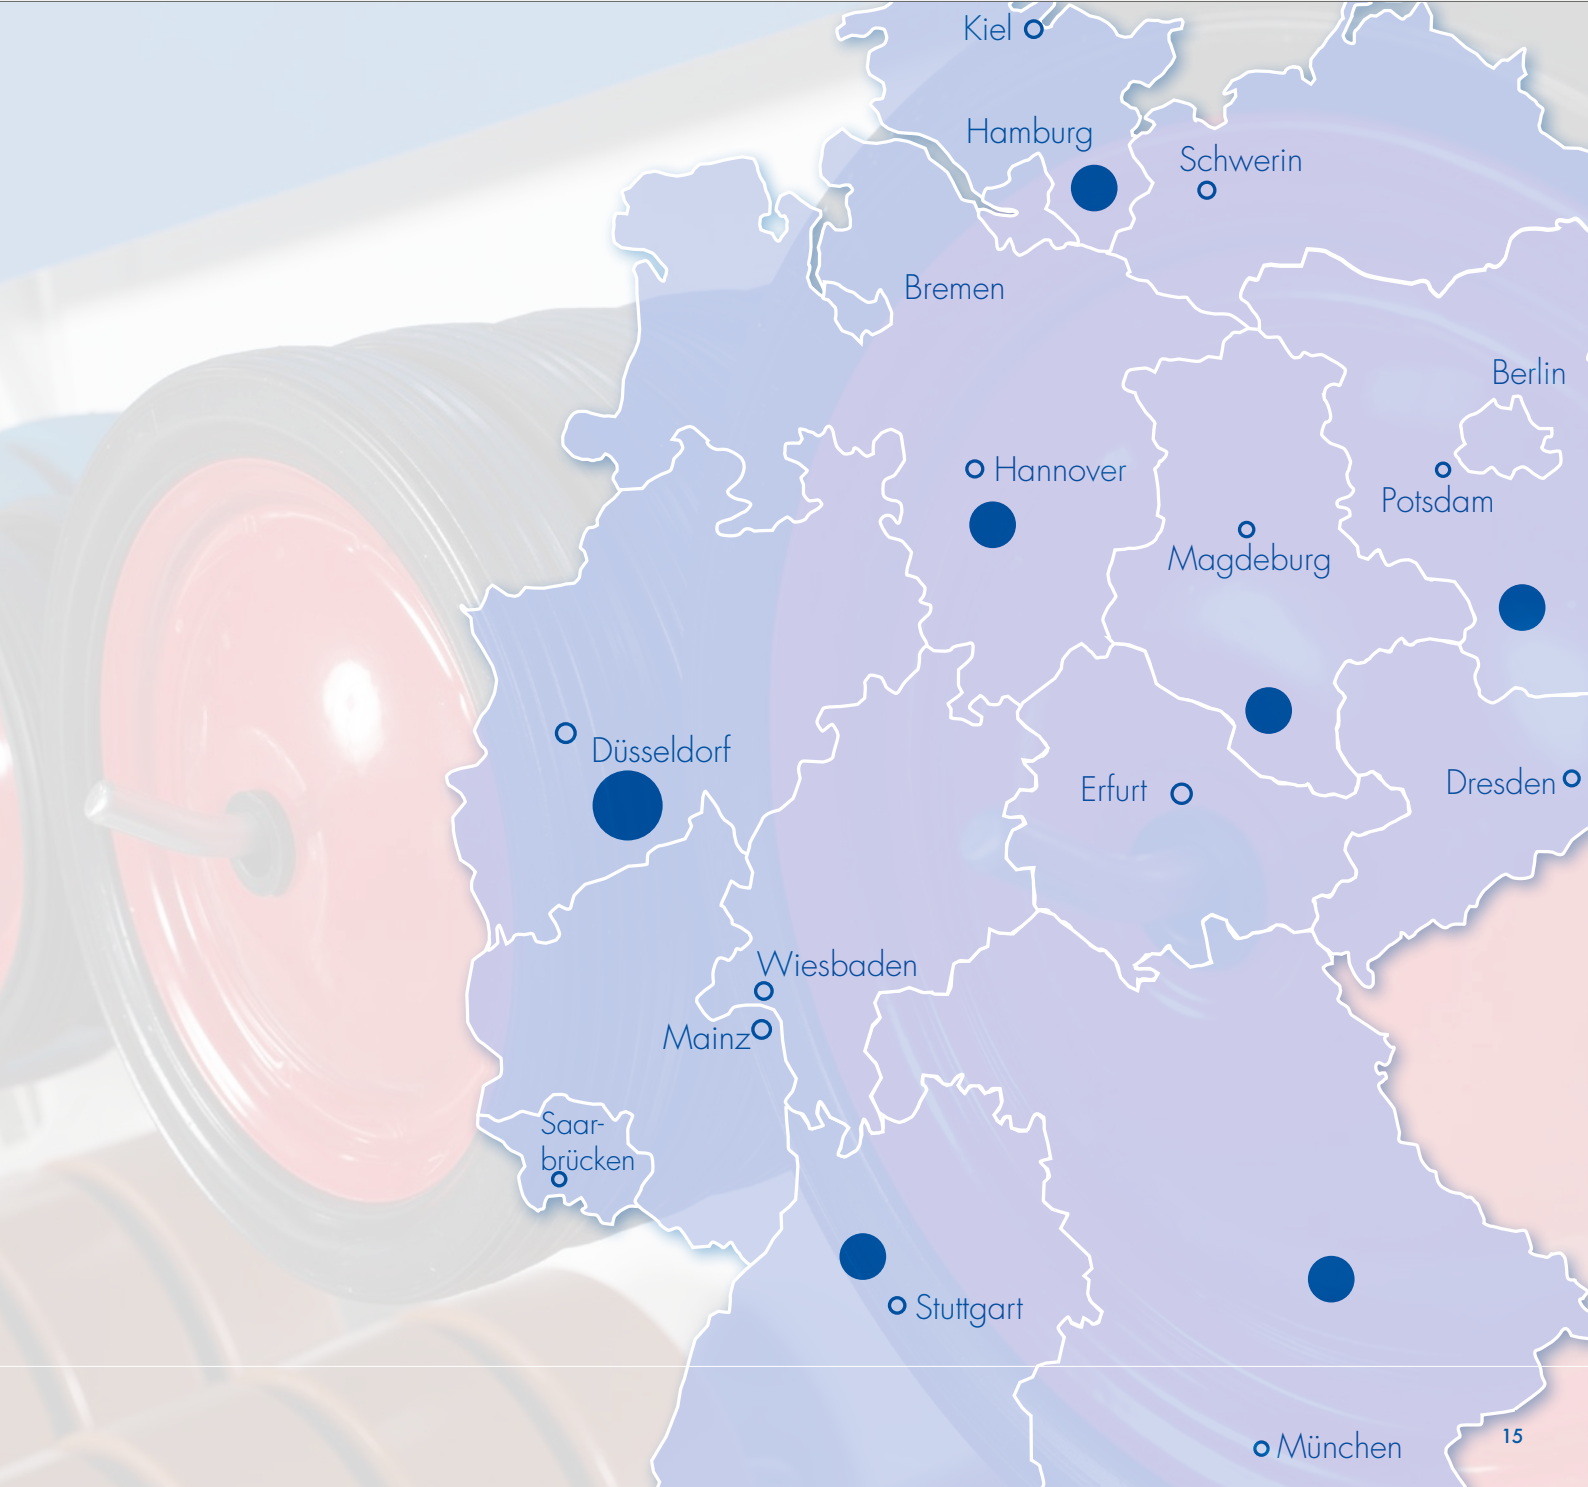 Kiel
Hamburg
Schwerin
Bremen
Berlin
Hannover
Potsdam
Magdeburg
Düsseldorf
Erfurt
Dresden
Wiesbaden
Mainz
Saar-
brücken
Stuttgart
15
München